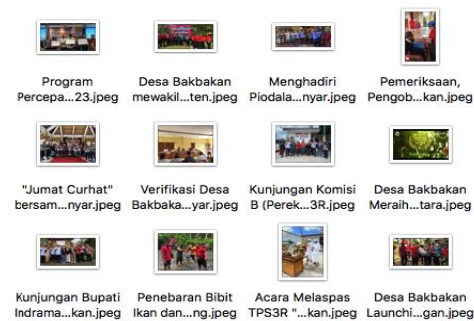 Program
Percepa...23.jpeg
Desa Bakbakan
mewakil...ten.jpeg
Menghadiri
Piodala...nyar.jpeg
Pemeriksaan,
Pengob...kan.jpeg
"Jumat Curhat"
bersam...nyar.jpeg
Verifikasi Desa
Bakbaka...yar.jpeg
Kunjungan Komisi
B (Perek...3R.jpeg
Desa Bakbakan
Meraih...tara.jpeg
Kunjungan Bupati
Indrama...kan.jpeg
Penebaran Bibit
Ikan dan...ng.jpeg
Acara Melaspas
TPS3R "...kan.jpeg
Desa Bakbakan
Launchi...gan.jpeg